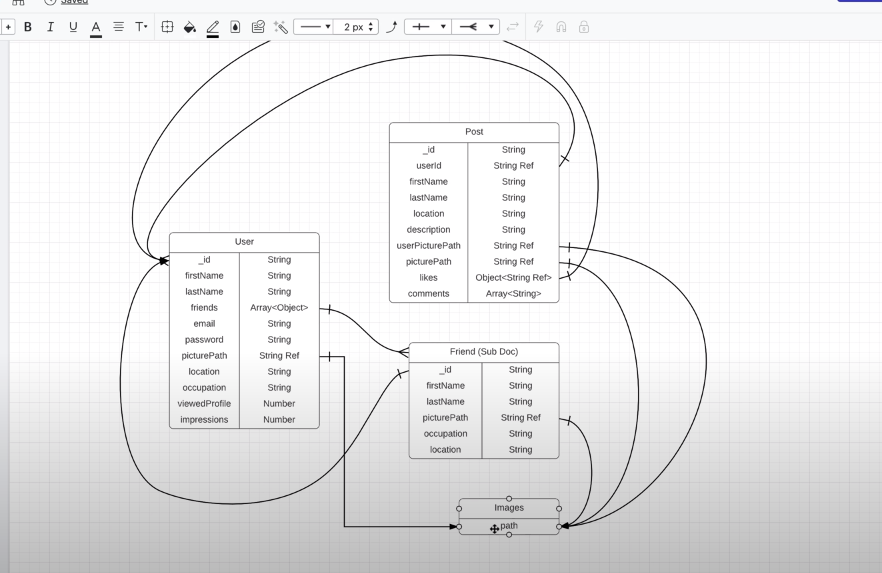 Saved
B I U A T 2 px
Post
_id String
userId String Ref
firstName String
lastName String
location String
description String
userPicturePath String Ref
picturePath String Ref
likes Object<String Ref>
comments Array<String>
User
_id String
firstName String
lastName String
friends Array<Object>
email String
password String
picturePath String Ref
location String
occupation String
viewedProfile Number
impressions Number
Friend (Sub Doc)
_id String
firstName String
lastName String
picturePath String Ref
occupation String
location String
Images
path